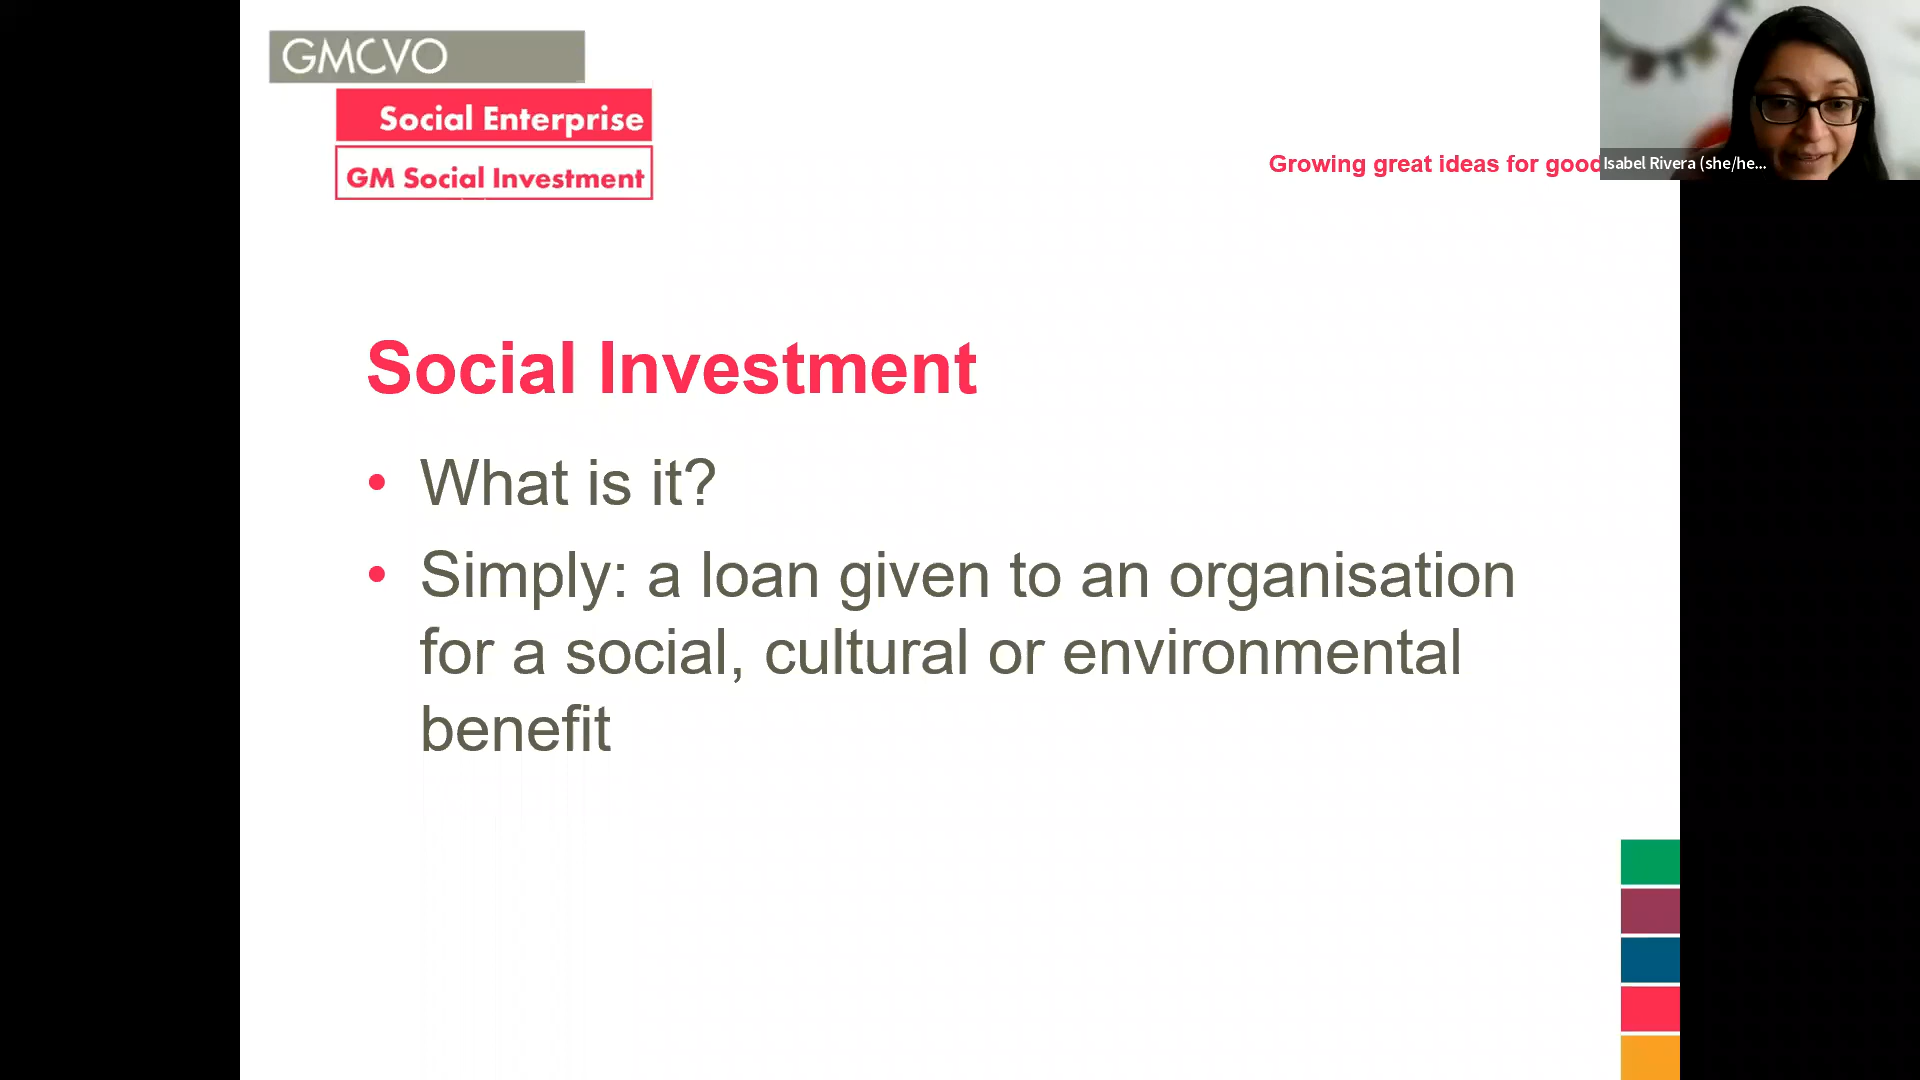 GMCVO
Social Enterprise
GM Social Investment
Growing great ideas for good
Isabel Rivera (she/he...
Social Investment
• What is it?
• Simply: a loan given to an organisation
for a social, cultural or environmental
benefit